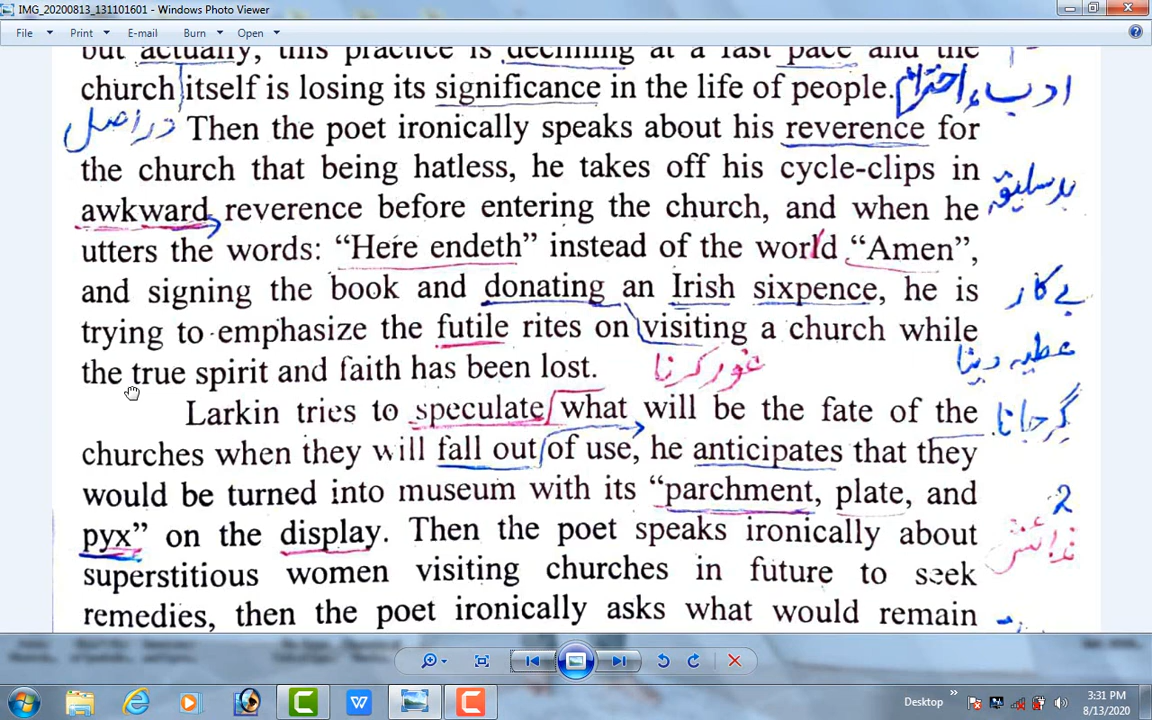 IMG_20200813_131101601 - Windows Photo Viewer
File Print E-mail Burn Open
but actually, this practice is declining at a fast pace and the
church itself is losing its significance in the life of people. ادب، احترام
دراصل Then the poet ironically speaks about his reverence for
the church that being hatless, he takes off his cycle-clips in
بد سلیقہ
awkward reverence before entering the church, and when he
utters the words: “Here endeth” instead of the world “Amen”,
and signing the book and donating an Irish sixpence, he is بے کار
trying to emphasize the futile rites on visiting a church while
عطیہ دینا
the true spirit and faith has been lost. غور کرنا
Larkin tries to speculate what will be the fate of the گر جانا
churches when they will fall out of use, he anticipates that they
would be turned into museum with its “parchment, plate, and 2
pyx” on the display. Then the poet speaks ironically about
superstitious women visiting churches in future to seek
remedies, then the poet ironically asks what would remain
Desktop
3:31 PM
8/13/2020